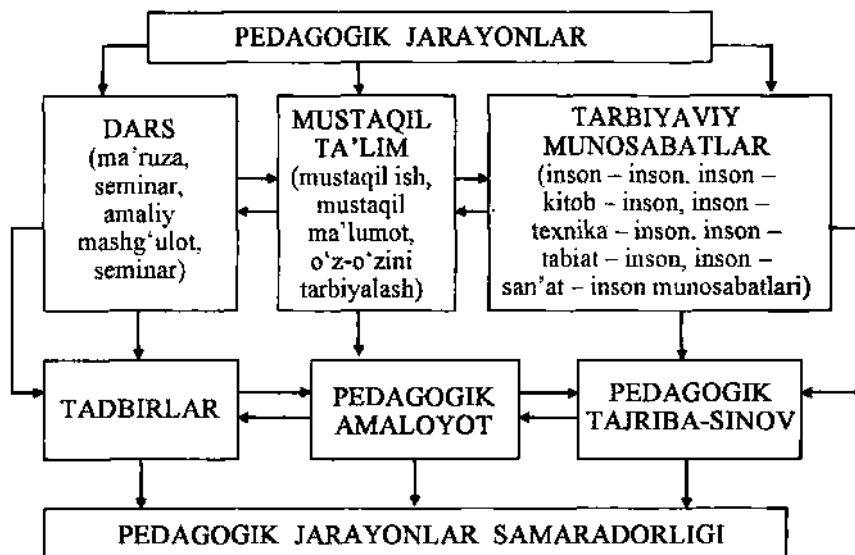 PEDAGOGIK JARAYONLAR
DARS
(ma’ruza,
seminar,
amaliy
mashg‘ulot,
seminar)
MUSTAQIL
TA’LIM
(mustaqil ish,
mustaqil
ma’lumot,
o‘z-o‘zini
tarbiyalash)
TARBIYAVIY
MUNOSABATLAR
(inson – inson. inson –
kitob – inson, inson –
texnika – inson. inson –
tabiat – inson, inson –
san’at – inson munosabatlari)
TADBIRLAR
PEDAGOGIK
AMALOYOT
PEDAGOGIK
TAJRIBA-SINOV
PEDAGOGIK JARAYONLAR SAMARADORLIGI